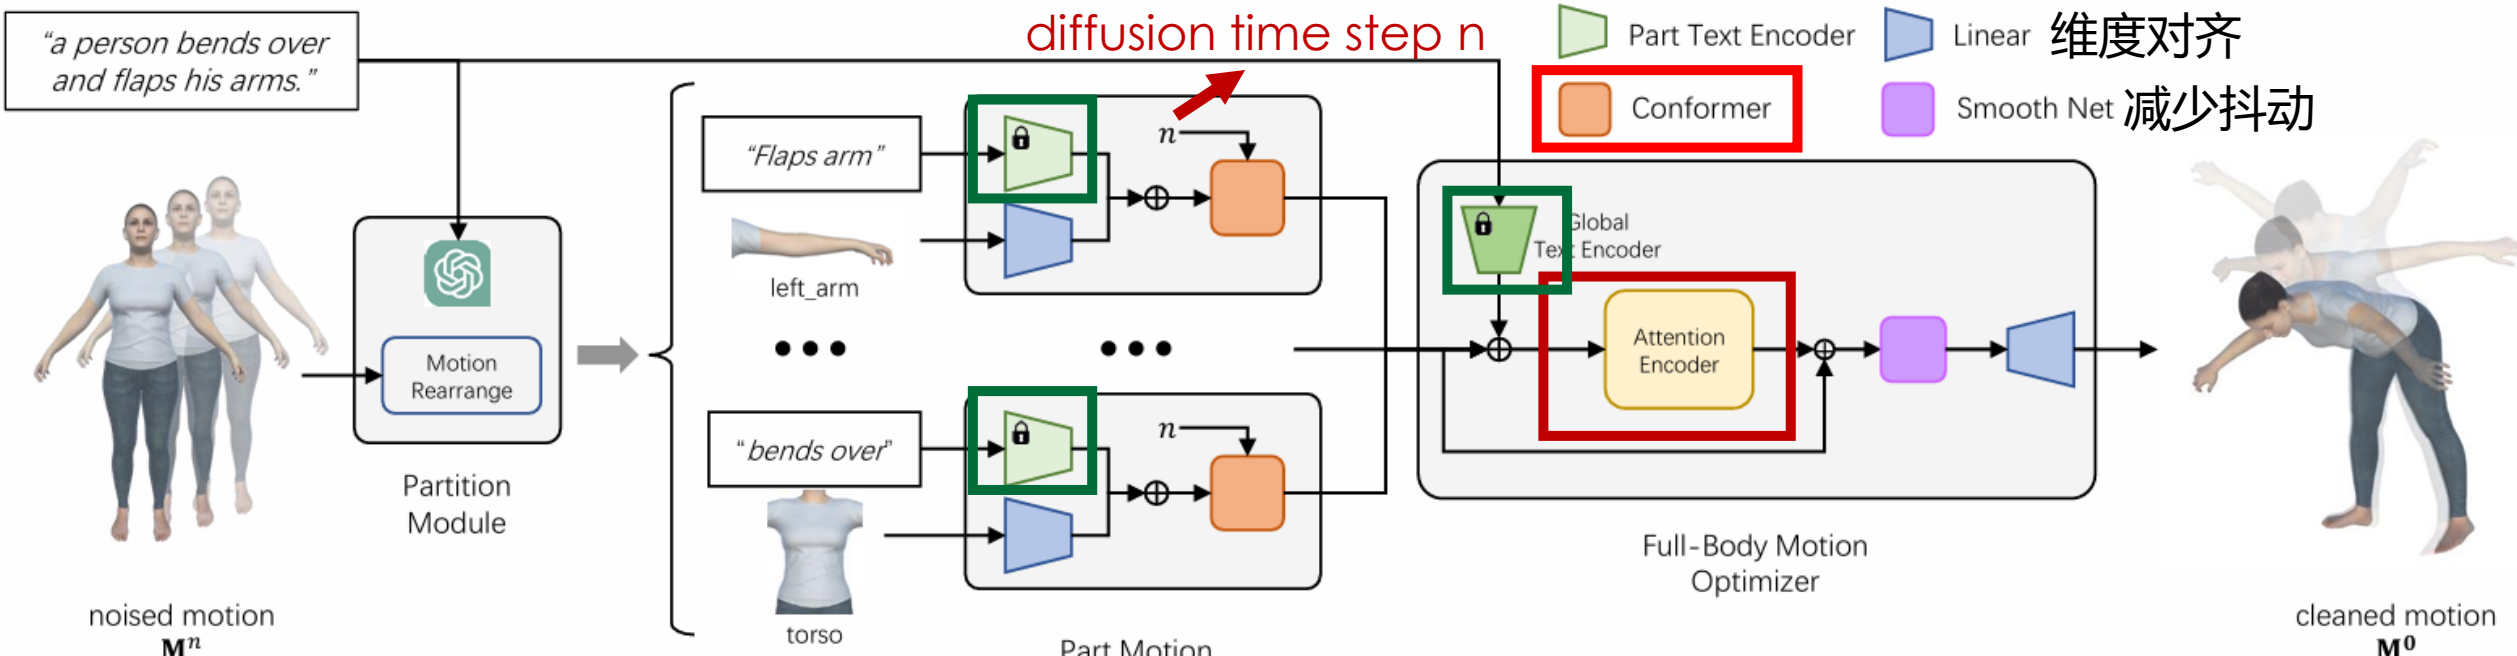 "a person bends over
and flaps his arms."
diffusion time step n
Part Text Encoder
Linear 维度对齐
Conformer
Smooth Net 减少抖动
"Flaps arm"
n
left_arm
Global
Text Encoder
Attention
Encoder
Motion
Rearrange
Partition
Module
"bends over"
n
torso
Part Motion
Full-Body Motion
Optimizer
noised motion
Mⁿ
cleaned motion
M⁰